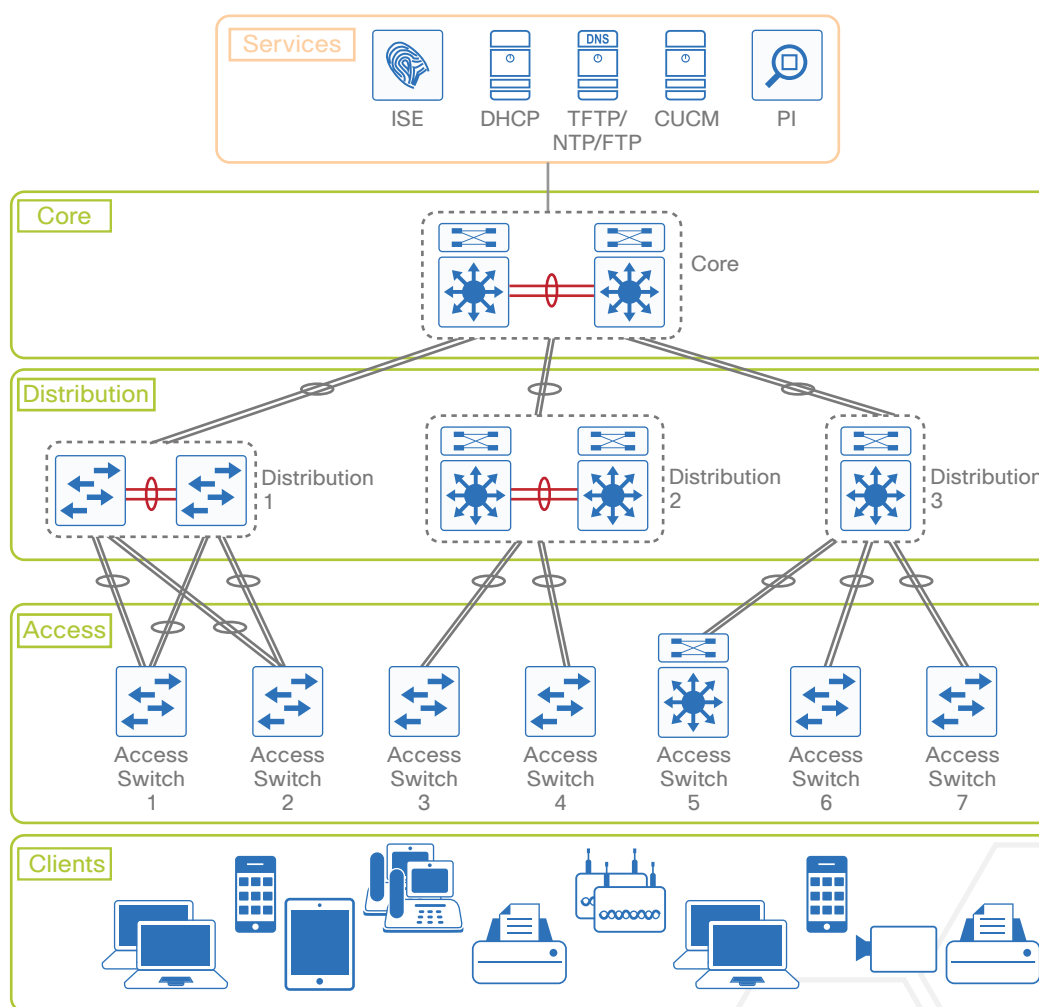 Services
DNS
ISE
DHCP
TFTP/
NTP/FTP
CUCM
PI
Core
Core
Distribution
Distribution
1
Distribution
2
Distribution
3
Access
Access
Switch
1
Access
Switch
2
Access
Switch
3
Access
Switch
4
Access
Switch
5
Access
Switch
6
Access
Switch
7
Clients